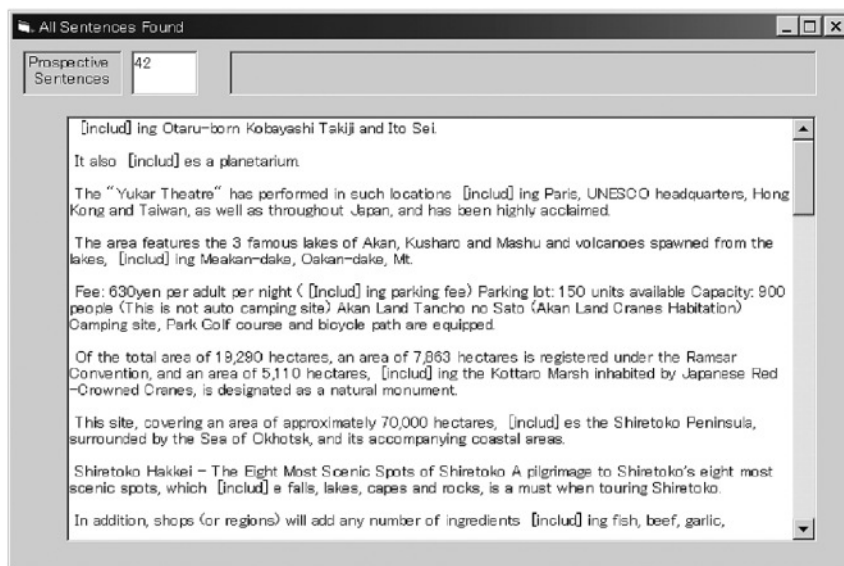 All Sentences Found
Prospective
Sentences
42
[includ] ing Otaru-born Kobayashi Takiji and Ito Sei.
It also [includ] es a planetarium.
The "Yukar Theatre" has performed in such locations [includ] ing Paris, UNESCO headquarters, Hong
Kong and Taiwan, as well as throughout Japan, and has been highly acclaimed.
The area features the 3 famous lakes of Akan, Kusharo and Mashu and volcanoes spawned from the
lakes, [includ] ing Meakan-dake, Oakan-dake, Mt.
Fee: 630yen per adult per night ( [Includ] ing parking fee) Parking lot: 150 units available Capacity: 900
people (This is not auto camping site) Akan Land Tancho no Sato (Akan Land Cranes Habitation)
Camping site, Park Golf course and bicycle path are equipped.
Of the total area of 19,290 hectares, an area of 7,863 hectares is registered under the Ramsar
Convention, and an area of 5,110 hectares, [includ] ing the Kottaro Marsh inhabited by Japanese Red
-Crowned Cranes, is designated as a natural monument.
This site, covering an area of approximately 70,000 hectares, [includ] es the Shiretoko Peninsula,
surrounded by the Sea of Okhotsk, and its accompanying coastal areas.
Shiretoko Hakkei - The Eight Most Scenic Spots of Shiretoko A pilgrimage to Shiretoko's eight most
scenic spots, which [includ] e falls, lakes, capes and rocks, is a must when touring Shiretoko.
In addition, shops (or regions) will add any number of ingredients [includ] ing fish, beef, garlic,